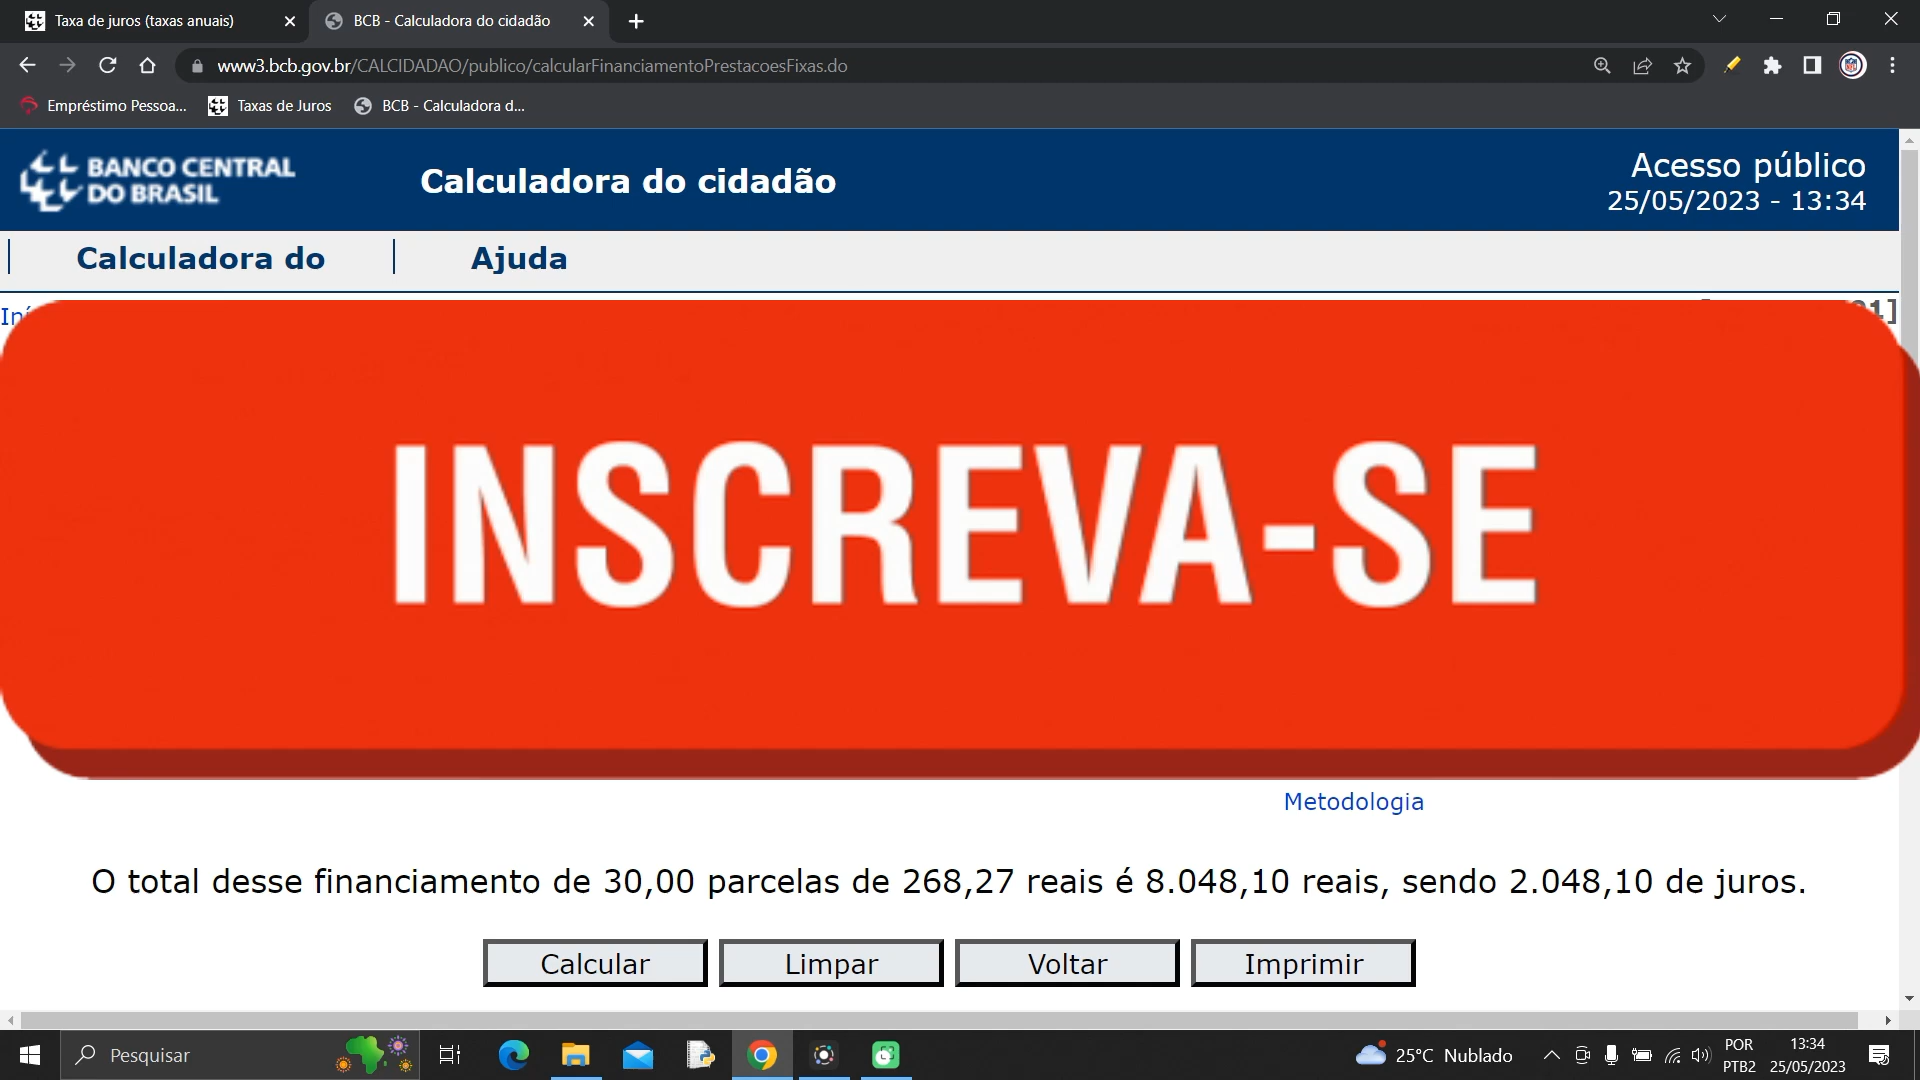 Taxa de juros (taxas anuais)
BCB - Calculadora do cidadão
www3.bcb.gov.br/CALCIDADAO/publico/calcularFinanciamentoPrestacoesFixas.do
Empréstimo Pessoa...
Taxas de Juros
BCB - Calculadora d...
BANCO CENTRAL
DO BRASIL
Calculadora do cidadão
Acesso público
25/05/2023 - 13:34
Calculadora do
Ajuda
INSCREVA-SE
Metodologia
O total desse financiamento de 30,00 parcelas de 268,27 reais é 8.048,10 reais, sendo 2.048,10 de juros.
Calcular
Limpar
Voltar
Imprimir
Pesquisar
25°C Nublado
POR
PTB2
13:34
25/05/2023